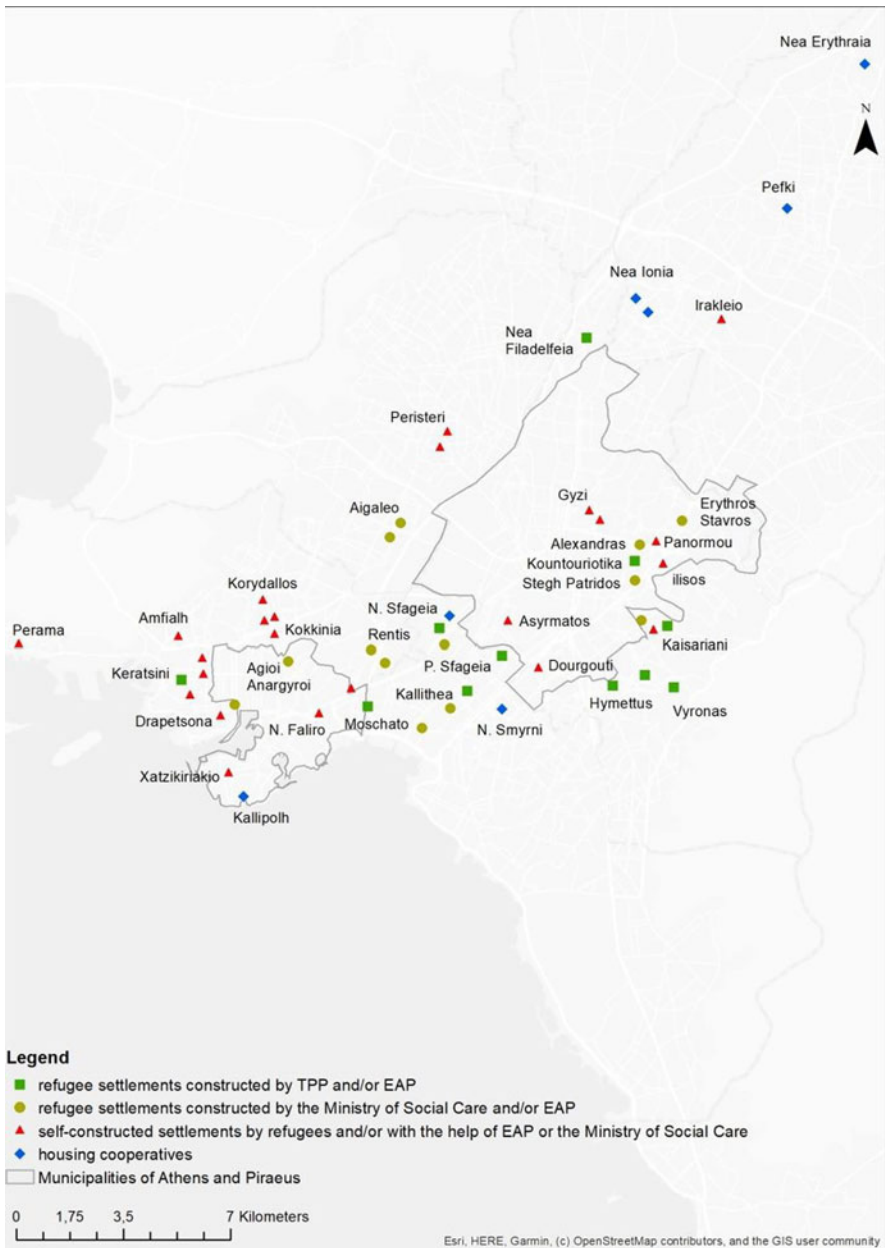 Nea Erythraia
N
Pefki
Nea Ionia
Irakleio
Nea
Filadelfeia
Peristeri
Gyzi
Erythros
Stavros
Aigaleo
Alexandras
Panormou
Kountouriotika
ilisos
Stegh Patridos
Korydallos
N. Sfageia
Amfialh
Asyrmatos
Perama
Kokkinia
Rentis
Kaisariani
Agioi
Anargyroi
P. Sfageia
Dourgouti
Keratsini
Kallithea
Hymettus
Vyronas
Drapetsona
N. Faliro
Moschato
N. Smyrni
Xatzikiriakio
Kallipolh
Legend
refugee settlements constructed by TPP and/or EAP
refugee settlements constructed by the Ministry of Social Care and/or EAP
self-constructed settlements by refugees and/or with the help of EAP or the Ministry of Social Care
housing cooperatives
Municipalities of Athens and Piraeus
0 1,75 3,5 7 Kilometers
Esri, HERE, Garmin, (c) OpenStreetMap contributors, and the GIS user community